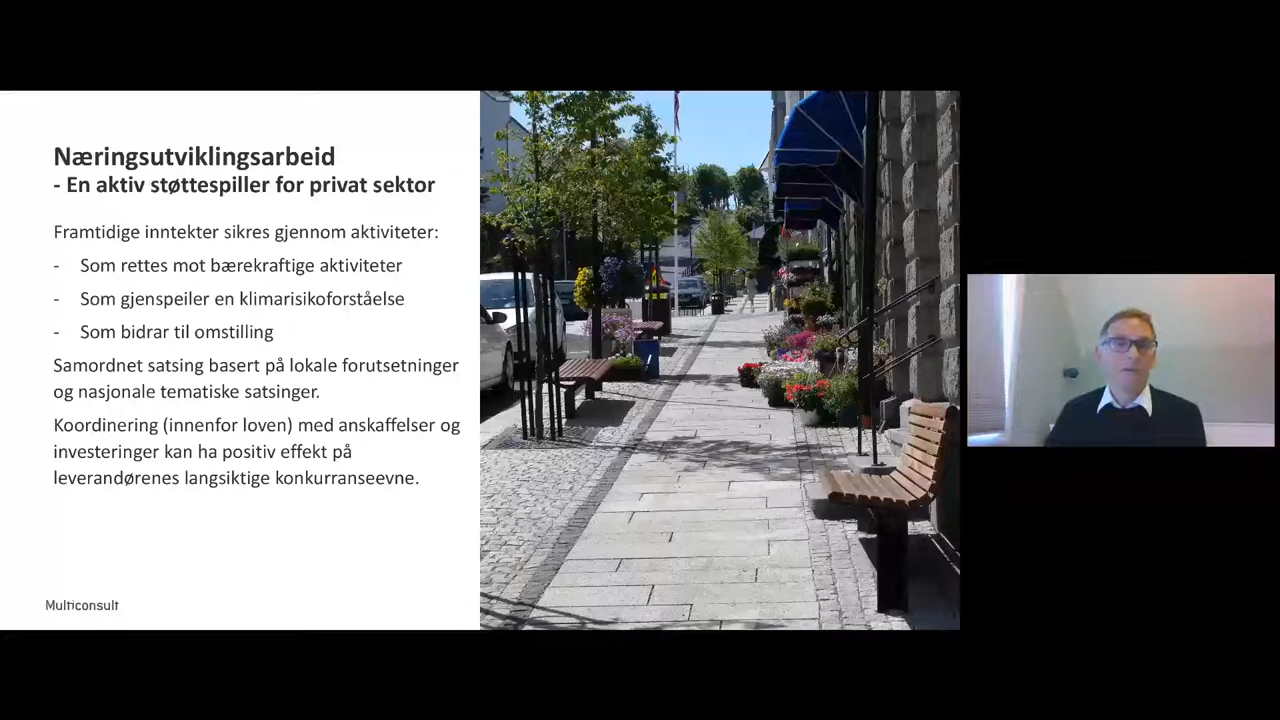 Næringsutviklingsarbeid
- En aktiv støttespiller for privat sektor
Framtidige inntekter sikres gjennom aktiviteter:
- Som rettes mot bærekraftige aktiviteter
- Som gjenspeiler en klimarisikoforståelse
- Som bidrar til omstilling
Samordnet satsing basert på lokale forutsetninger
og nasjonale tematiske satsinger.
Koordinering (innenfor loven) med anskaffelser og
investeringer kan ha positiv effekt på
leverandørenes langsiktige konkurranseevne.
Multiconsult